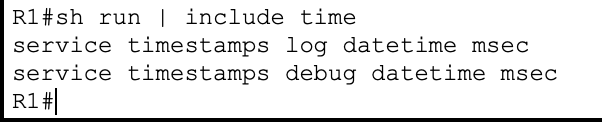 R1#sh run | include time
service timestamps log datetime msec
service timestamps debug datetime msec
R1#